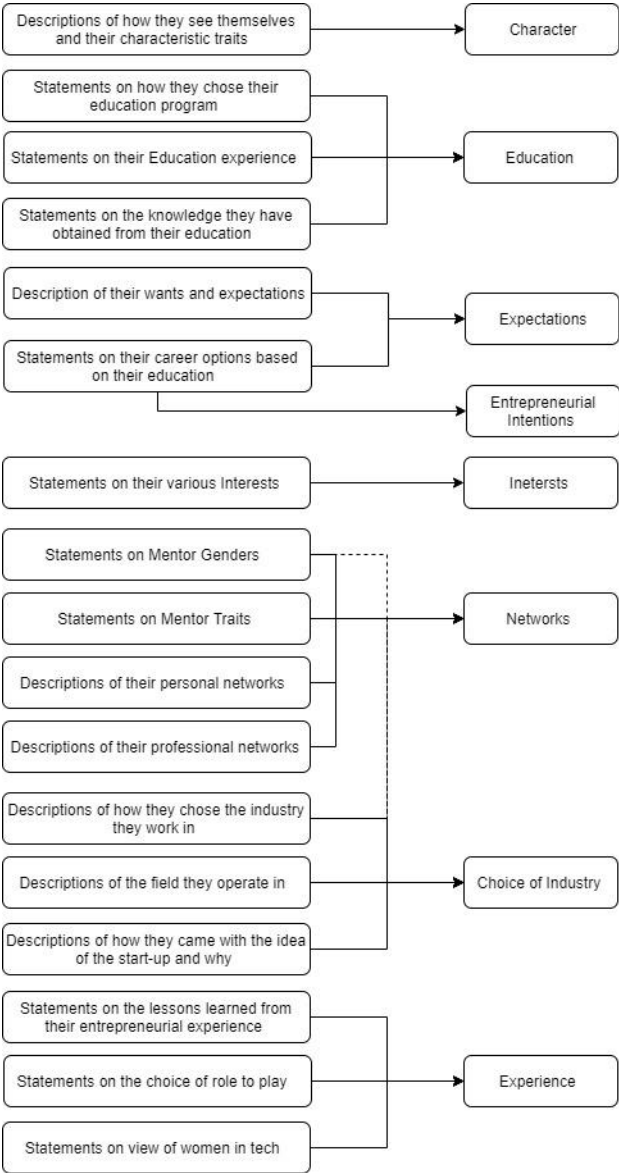 Descriptions of how they see themselves
and their characteristic traits
Character
Statements on how they chose their
education program
Statements on their Education experience
Education
Statements on the knowledge they have
obtained from their education
Description of their wants and expectations
Expectations
Statements on their career options based
on their education
Entrepreneurial
Intentions
Statements on their various Interests
Inetersts
Statements on Mentor Genders
Statements on Mentor Traits
Networks
Descriptions of their personal networks
Descriptions of their professional networks
Descriptions of how they chose the industry
they work in
Descriptions of the field they operate in
Choice of Industry
Descriptions of how they came with the idea
of the start-up and why
Statements on the lessons learned from
their entrepreneurial experience
Statements on the choice of role to play
Experience
Statements on view of women in tech